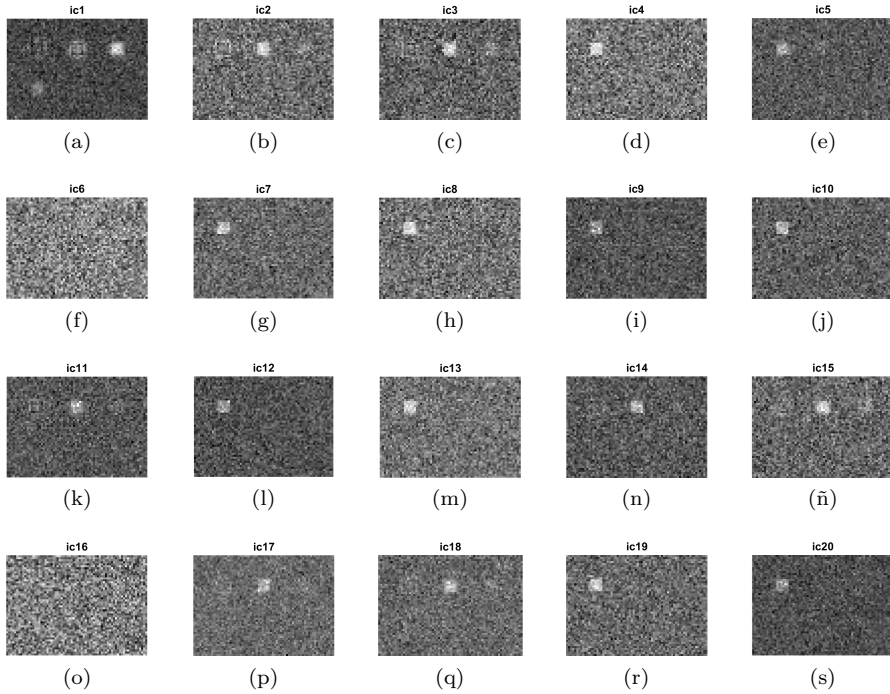 ic1 ic2 ic3 ic4 ic5
(a) (b) (c) (d) (e)
ic6 ic7 ic8 ic9 ic10
(f) (g) (h) (i) (j)
ic11 ic12 ic13 ic14 ic15
(k) (l) (m) (n) (ñ)
ic16 ic17 ic18 ic19 ic20
(o) (p) (q) (r) (s)